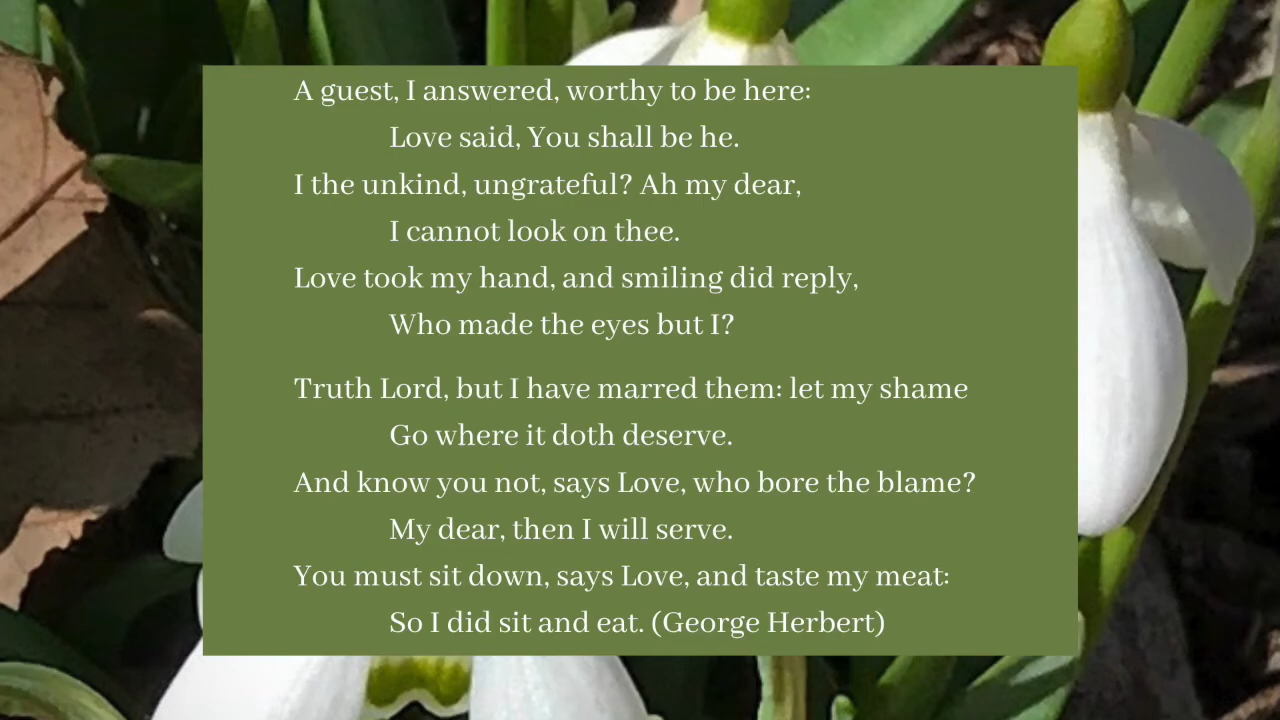 A guest, I answered, worthy to be here:
Love said, You shall be he.
I the unkind, ungrateful? Ah my dear,
I cannot look on thee.
Love took my hand, and smiling did reply,
Who made the eyes but I?
Truth Lord, but I have marred them: let my shame
Go where it doth deserve.
And know you not, says Love, who bore the blame?
My dear, then I will serve.
You must sit down, says Love, and taste my meat:
So I did sit and eat. (George Herbert)